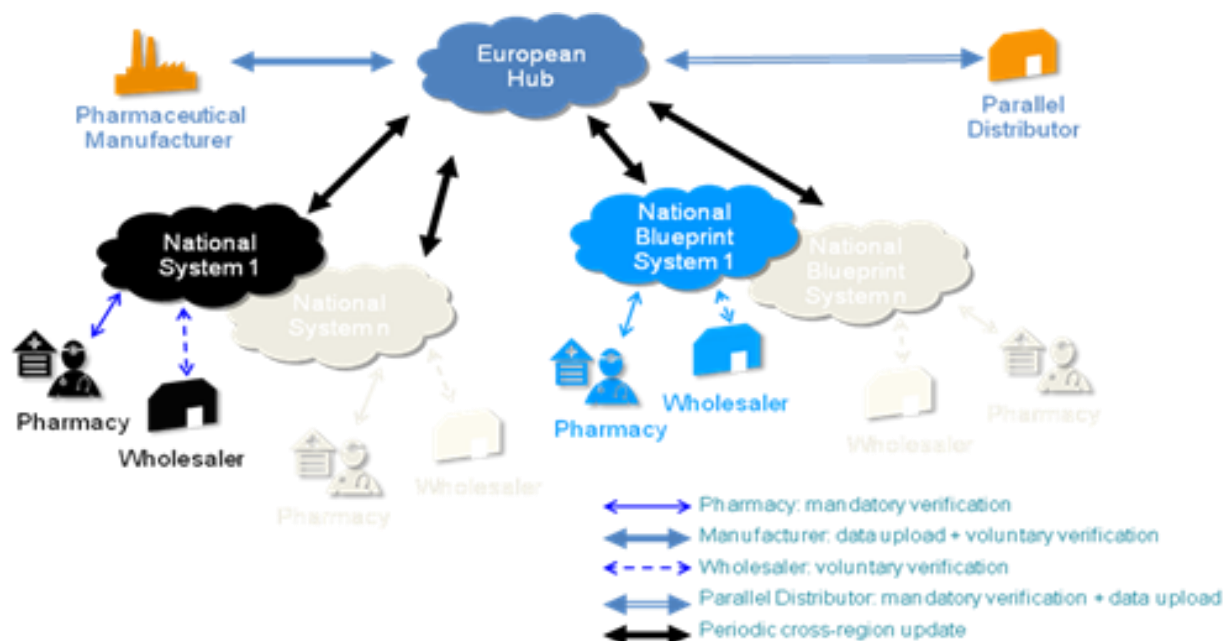 European
Hub
Pharmaceutical
Manufacturer
Parallel
Distributor
National
System 1
National
System n
National
Blueprint
System 1
National
Blueprint
System n
Pharmacy
Wholesaler
Pharmacy
Wholesaler
Pharmacy
Wholesaler
Wholesaler
Pharmacy
Pharmacy: mandatory verification
Manufacturer: data upload + voluntary verification
Wholesaler: voluntary verification
Parallel Distributor: mandatory verification + data upload
Periodic cross-region update